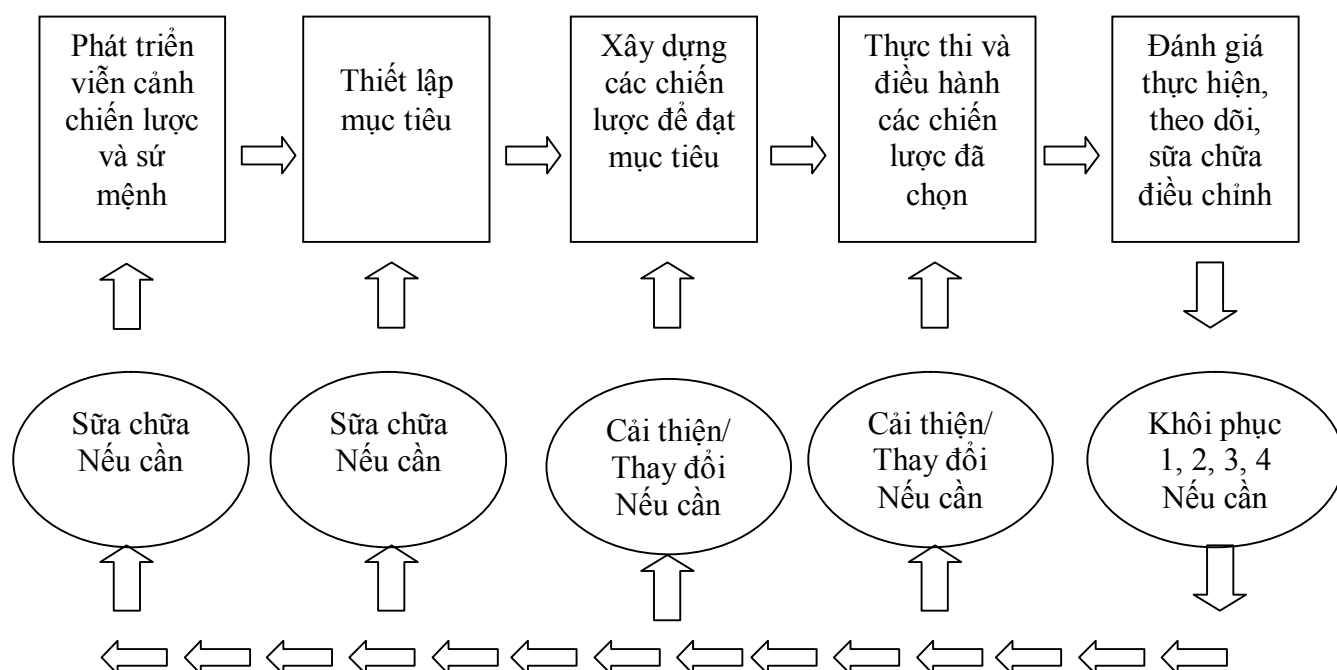 Phát triển
viễn cảnh
chiến lược
và sứ
mệnh
Thiết lập
mục tiêu
Xây dựng
các chiến
lược để đạt
mục tiêu
Thực thi và
điều hành
các chiến
lược đã
chọn
Đánh giá
thực hiện,
theo dõi,
sữa chữa
điều chỉnh
Sữa chữa
Nếu cần
Sữa chữa
Nếu cần
Cải thiện/
Thay đổi
Nếu cần
Cải thiện/
Thay đổi
Nếu cần
Khôi phục
1, 2, 3, 4
Nếu cần